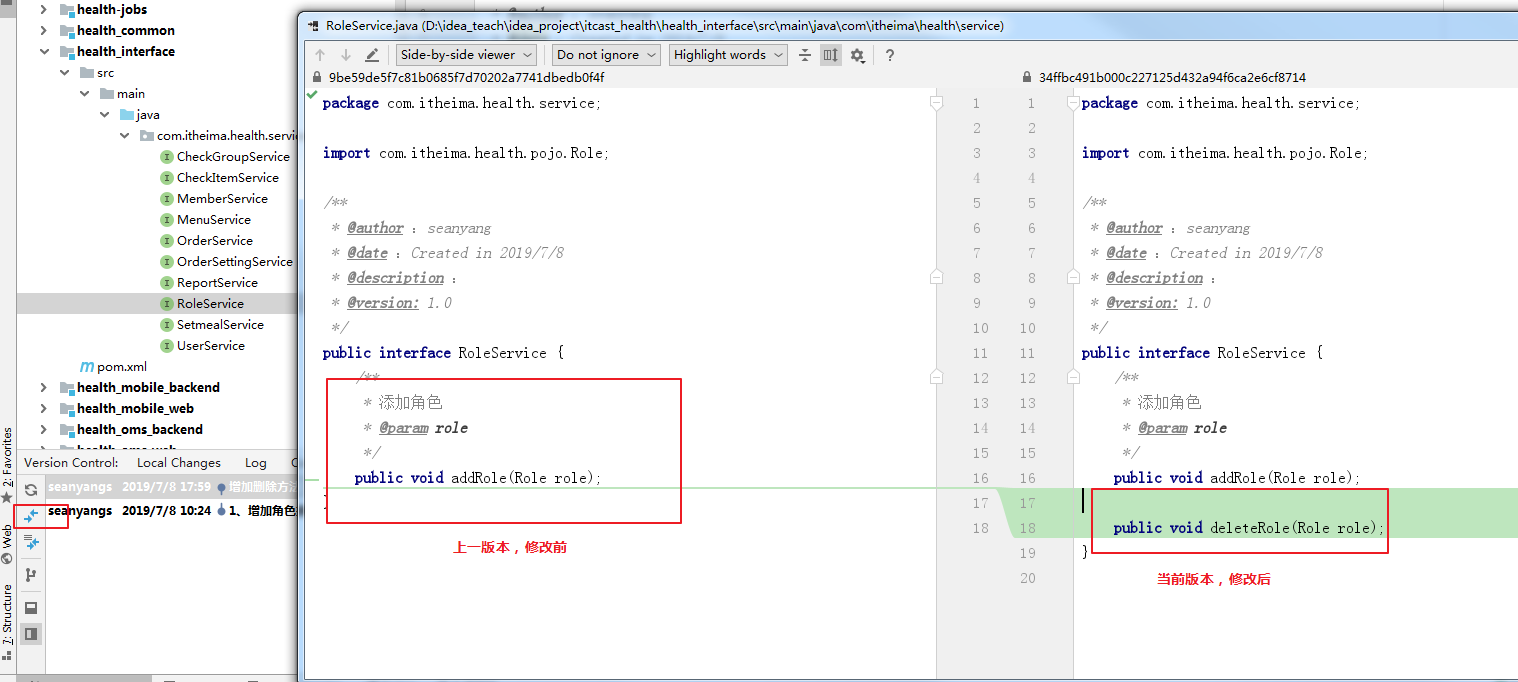 health-jobs
health_common
health_interface
src
main
java
com.itheima.health.servi
CheckGroupService
CheckItemService
MemberService
MenuService
OrderService
OrderSettingService
ReportService
RoleService
SetmealService
UserService
pom.xml
health_mobile_backend
health_mobile_web
health_oms_backend
2: Favorites
Web
7: Structure
Version Control: Local Changes Log
seanyangs 2019/7/8 17:59 增加删除方法
seanyangs 2019/7/8 10:24 1、增加角色
RoleService.java (D:\idea_teach\idea_project\itcast_health\health_interface\src\main\java\com\itheima\health\service)
Side-by-side viewer Do not ignore Highlight words ?
9be59de5f7c81b0685f7d70202a7741dbedb0f4f
34ffbc491b000c227125d432a94f6ca2e6cf8714
package com.itheima.health.service;
import com.itheima.health.pojo.Role;
/**
* @author : seanyang
* @date : Created in 2019/7/8
* @description :
* @version: 1.0
*/
public interface RoleService {
/**
* 添加角色
* @param role
*/
public void addRole(Role role);
上一版本，修改前
1 1
2 2
3 3
4 4
5 5
6 6
7 7
8 8
9 9
10 10
11 11
12 12
13 13
14 14
15 15
16 16
17 17
18 18
19
20
package com.itheima.health.service;
import com.itheima.health.pojo.Role;
/**
* @author : seanyang
* @date : Created in 2019/7/8
* @description :
* @version: 1.0
*/
public interface RoleService {
/**
* 添加角色
* @param role
*/
public void addRole(Role role);
public void deleteRole(Role role);
}
当前版本，修改后